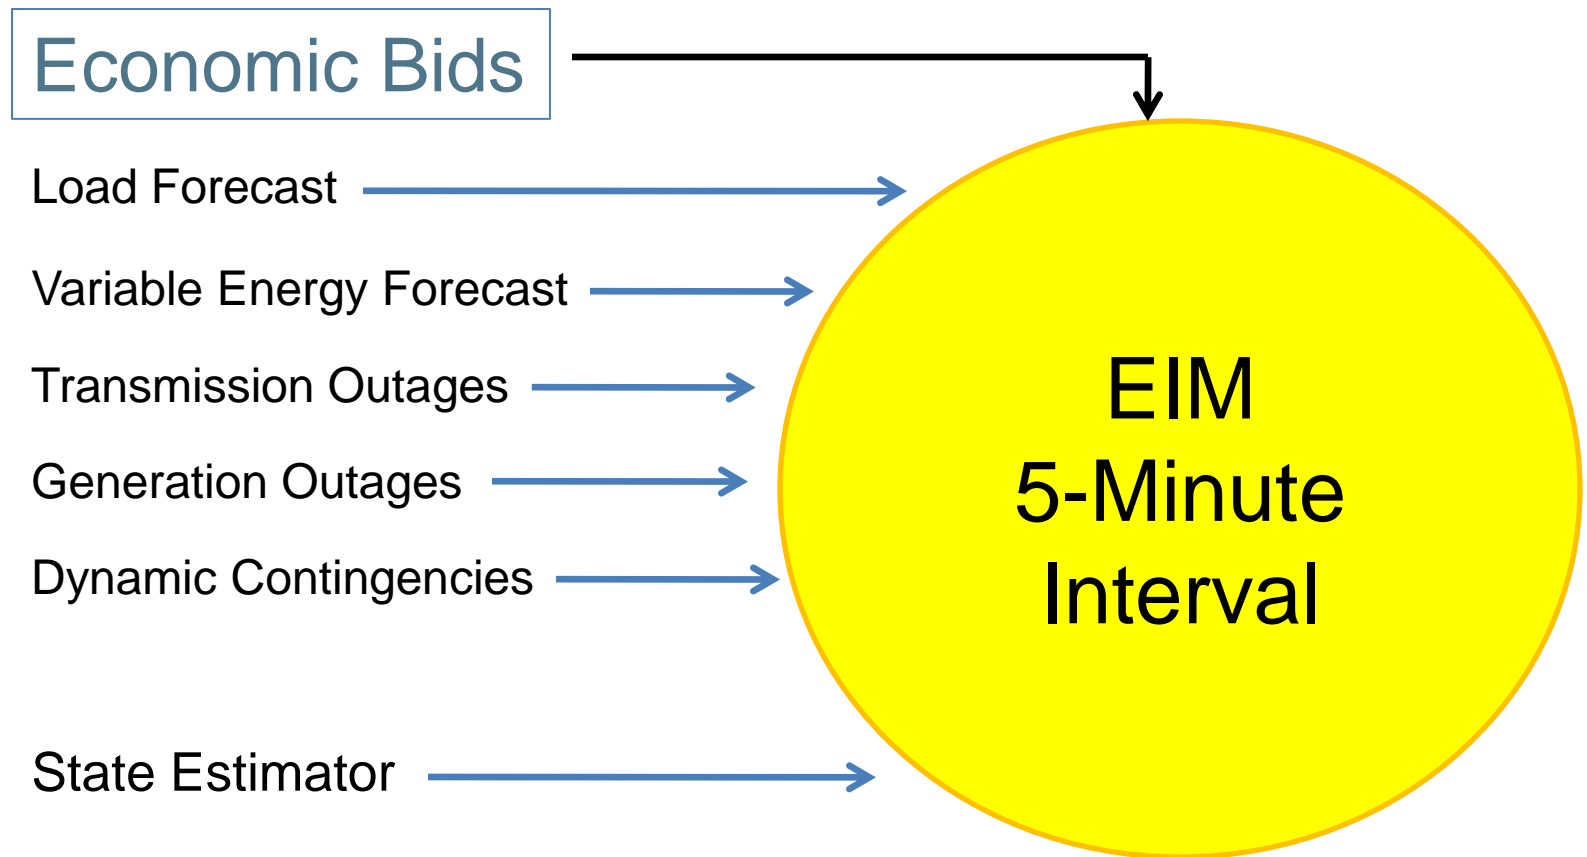 Economic Bids
Load Forecast
Variable Energy Forecast
Transmission Outages
Generation Outages
Dynamic Contingencies
State Estimator
EIM
5-Minute
Interval